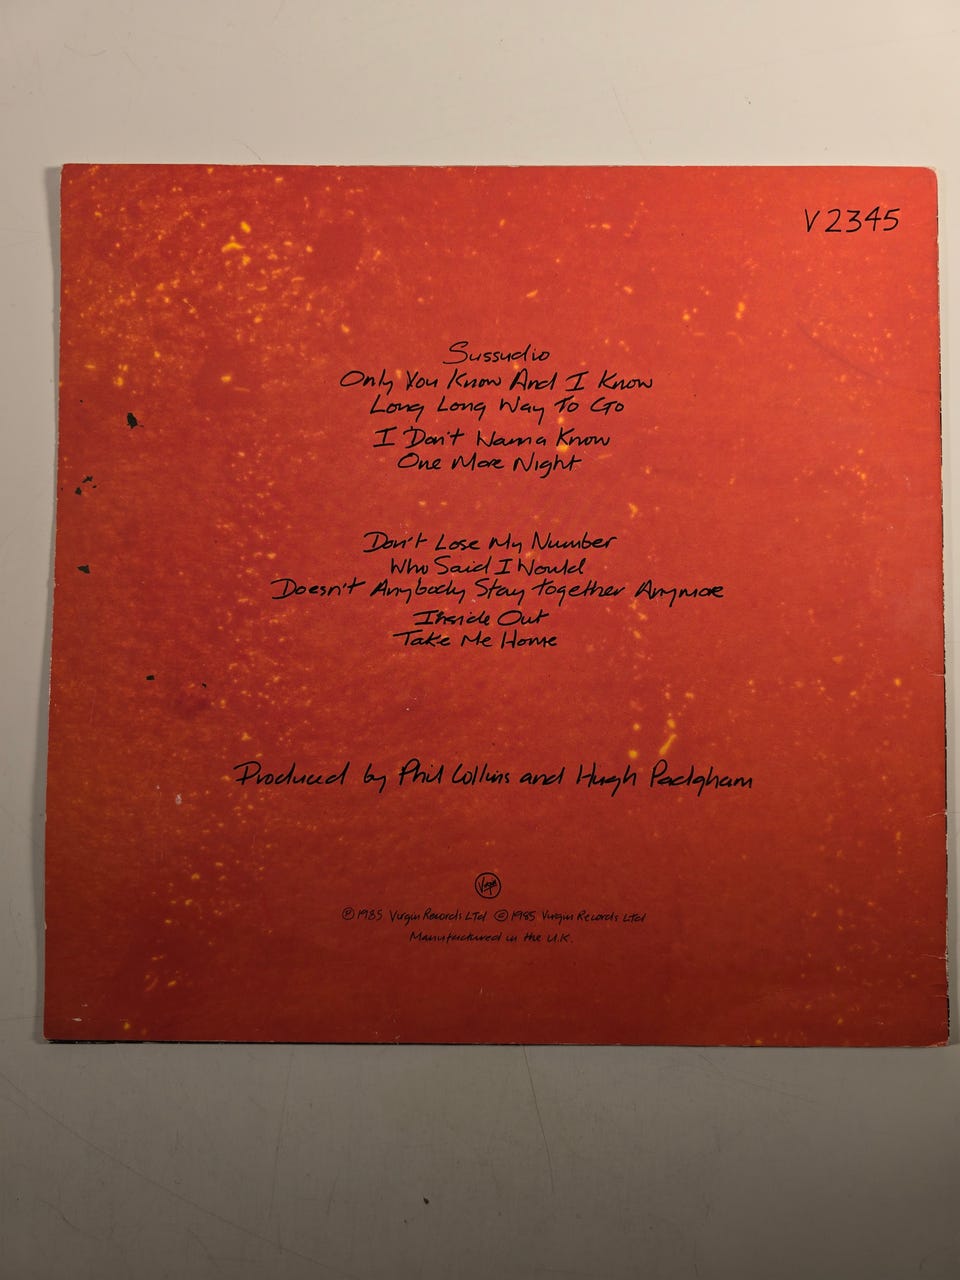 V2345
Sussudio
Only You Know And I Know
Long Long Way To Go
I Don't Wanna Know
One More Night
Don't Lose My Number
Who Said I Would
Doesn't Anybody Stay Together Anymore
Inside Out
Take Me Home
Produced by Phil Collins and Hugh Padgham
Virgin
℗ 1985 Virgin Records Ltd © 1985 Virgin Records Ltd
Manufactured in the U.K.